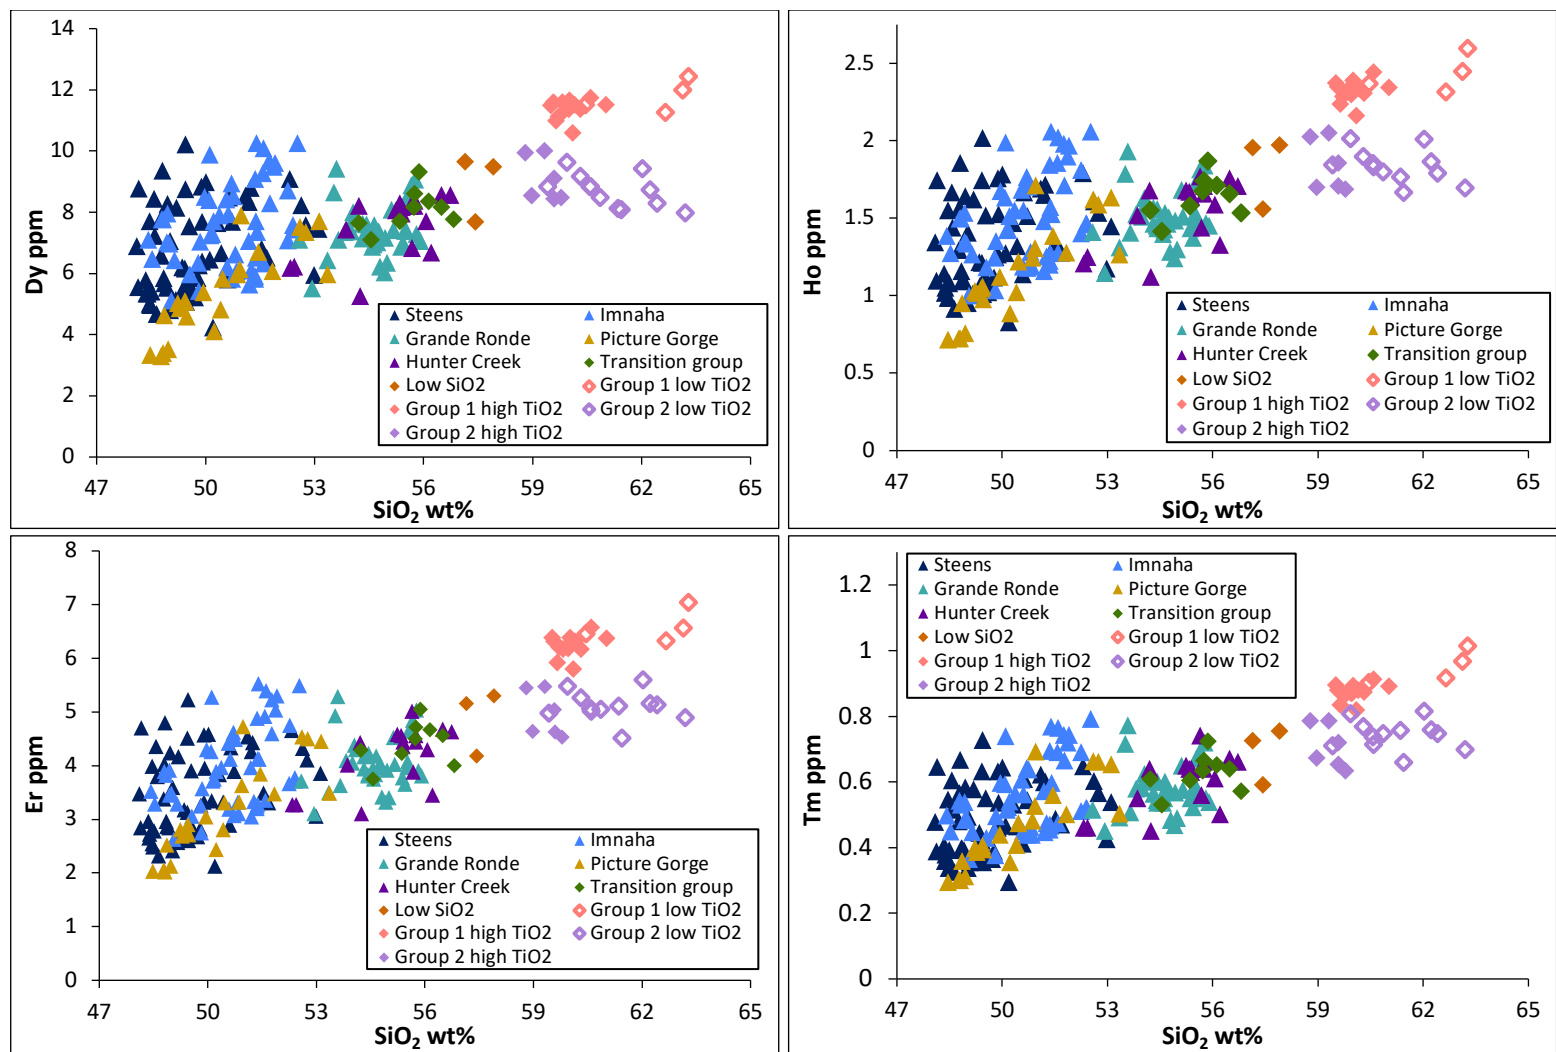 14
12
10
8
6
4
2
0
Dy ppm
47 50 53 56 59 62 65
SiO₂ wt%
Steens Imnaha
Grande Ronde Picture Gorge
Hunter Creek Transition group
Low SiO2 Group 1 low TiO2
Group 1 high TiO2 Group 2 low TiO2
Group 2 high TiO2
2.5
2
1.5
1
0.5
0
Ho ppm
47 50 53 56 59 62 65
SiO₂ wt%
Steens Imnaha
Grande Ronde Picture Gorge
Hunter Creek Transition group
Low SiO2 Group 1 low TiO2
Group 1 high TiO2 Group 2 low TiO2
Group 2 high TiO2
8
7
6
5
4
3
2
1
0
Er ppm
47 50 53 56 59 62 65
SiO₂ wt%
Steens Imnaha
Grande Ronde Picture Gorge
Hunter Creek Transition group
Low SiO2 Group 1 low TiO2
Group 1 high TiO2 Group 2 low TiO2
Group 2 high TiO2
1.2
1
0.8
0.6
0.4
0.2
0
Tm ppm
47 50 53 56 59 62 65
SiO₂ wt%
Steens Imnaha
Grande Ronde Picture Gorge
Hunter Creek Transition group
Low SiO2 Group 1 low TiO2
Group 1 high TiO2 Group 2 low TiO2
Group 2 high TiO2